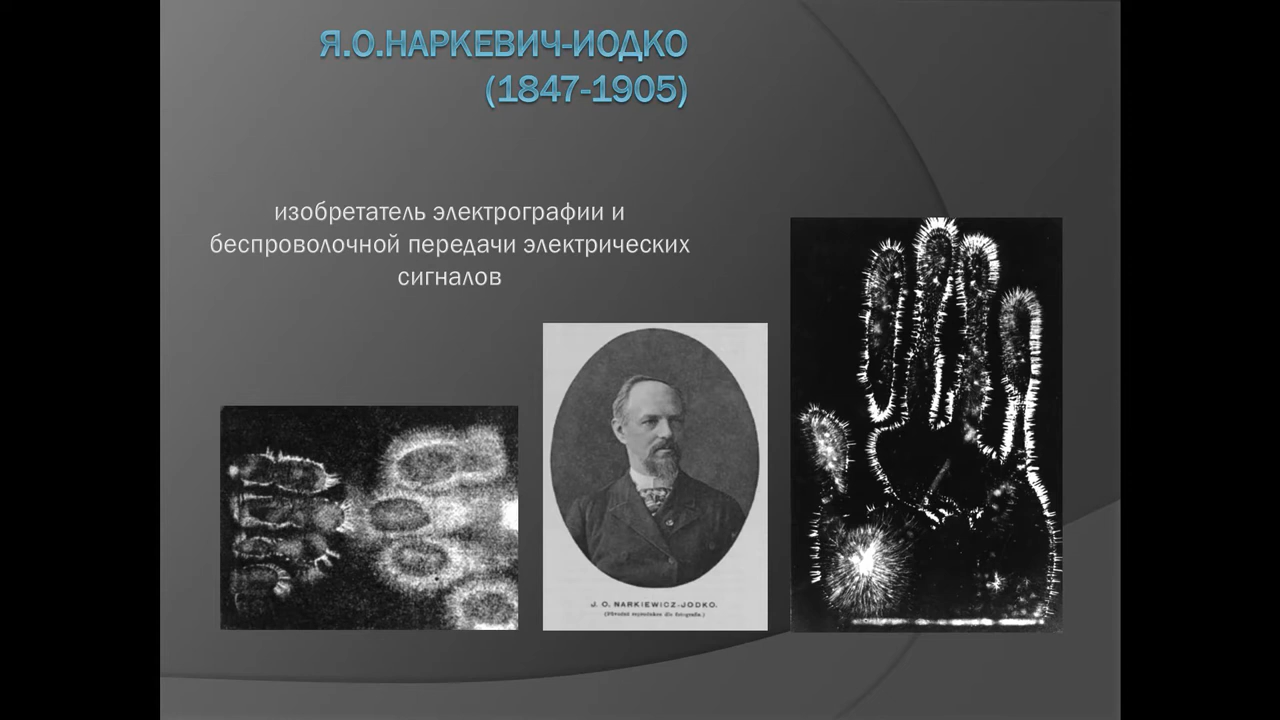 Я.О.НАРКЕВИЧ-ИОДКО
(1847-1905)
изобретатель электрографии и
беспроволочной передачи электрических
сигналов
J. O. NARKIEWICZ-JODKO.